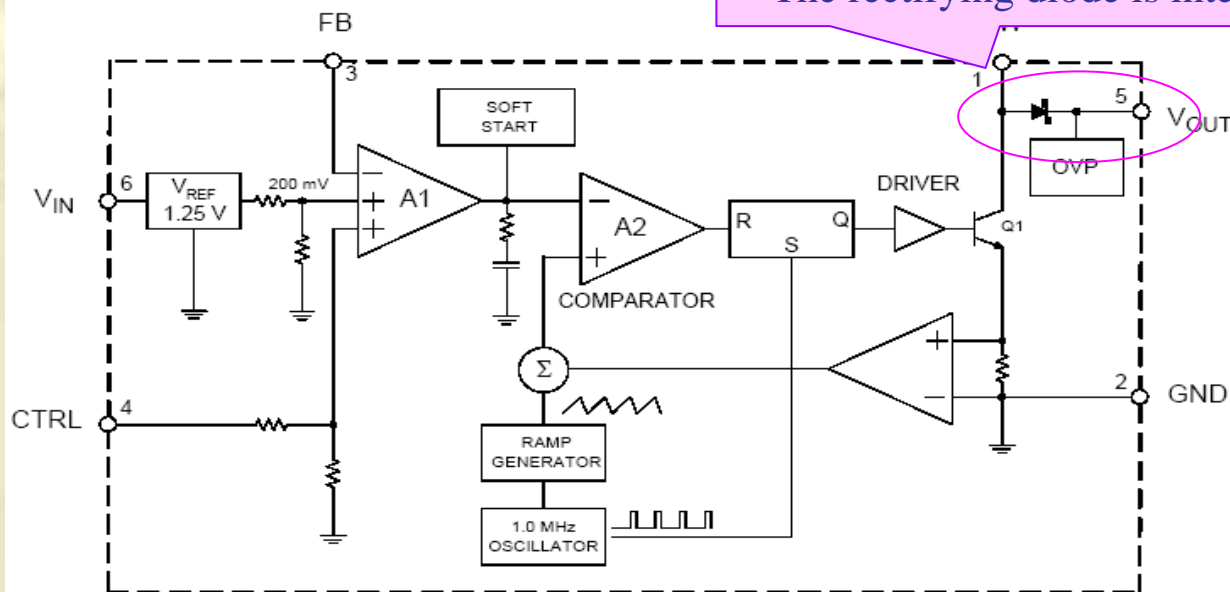 The rectifying diode is
FB
3
1
5
V_OUT
SOFT
START
OVP
DRIVER
6
V_IN
V_REF
1.25 V
200 mV
−
+
+
A1
−
A2
+
R
Q
S
Q1
COMPARATOR
Σ
+
−
2
GND
CTRL
4
RAMP
GENERATOR
1.0 MHz
OSCILLATOR